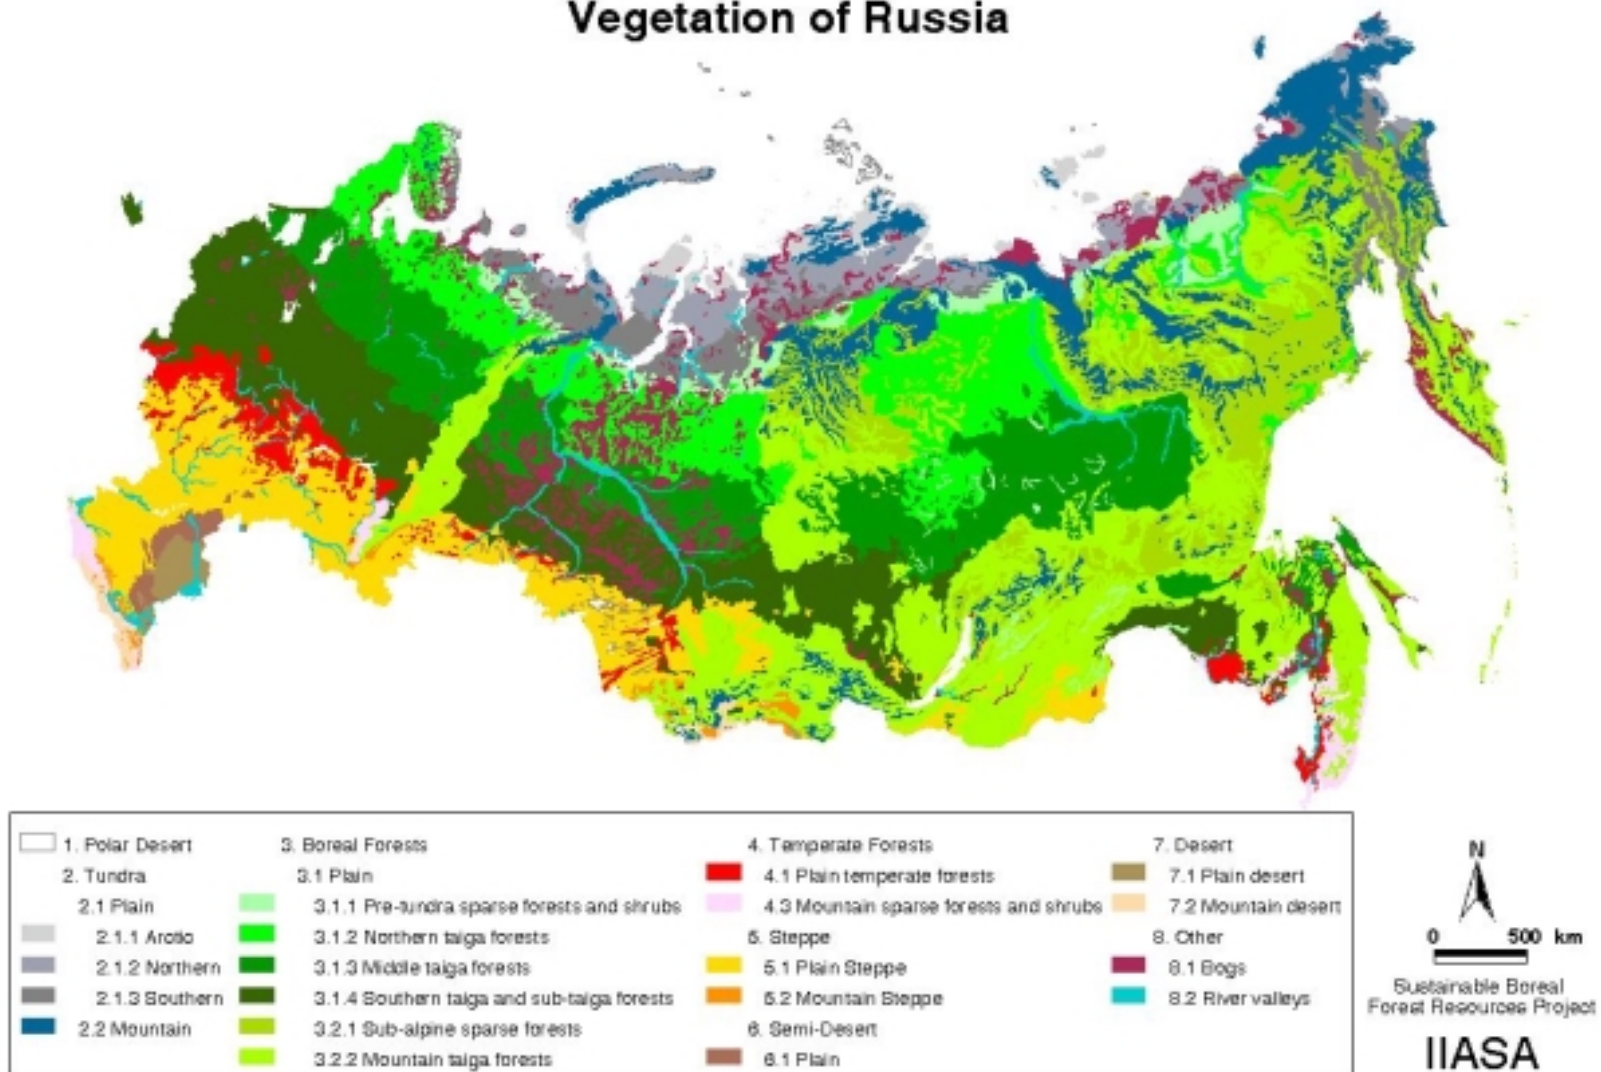 Vegetation of Russia
1. Polar Desert
2. Tundra
2.1 Plain
2.1.1 Arctic
2.1.2 Northern
2.1.3 Southern
2.2 Mountain
3. Boreal Forests
3.1 Plain
3.1.1 Pre-tundra sparse forests and shrubs
3.1.2 Northern taiga forests
3.1.3 Middle taiga forests
3.1.4 Southern taiga and sub-taiga forests
3.2.1 Sub-alpine sparse forests
3.2.2 Mountain taiga forests
4. Temperate Forests
4.1 Plain temperate forests
4.3 Mountain sparse forests and shrubs
5. Steppe
5.1 Plain Steppe
5.2 Mountain Steppe
6. Semi-Desert
6.1 Plain
7. Desert
7.1 Plain desert
7.2 Mountain desert
8. Other
8.1 Bogs
8.2 River valleys
N
0 500 km
Sustainable Boreal
Forest Resources Project
IIASA